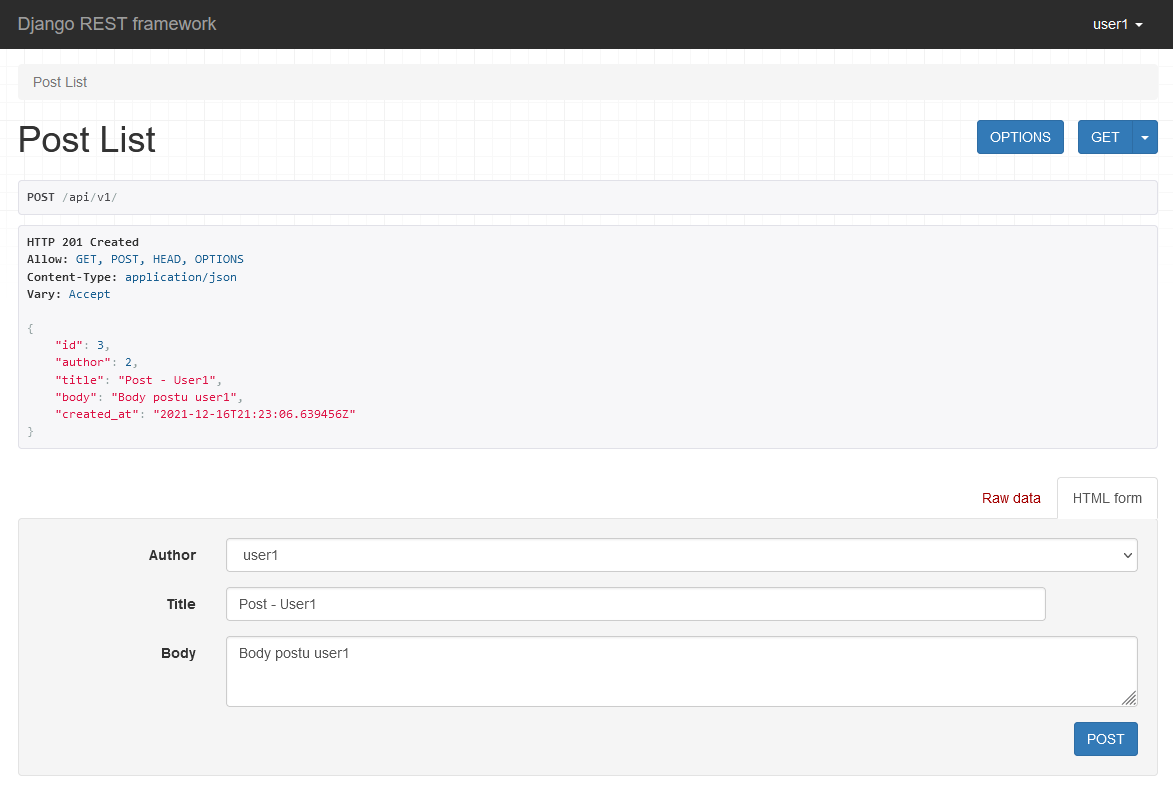 Django REST framework
user1
Post List
Post List
OPTIONS
GET
POST /api/v1/
HTTP 201 Created
Allow: GET, POST, HEAD, OPTIONS
Content-Type: application/json
Vary: Accept
{
"id": 3,
"author": 2,
"title": "Post - User1",
"body": "Body postu user1",
"created_at": "2021-12-16T21:23:06.639456Z"
}
Raw data
HTML form
Author
user1
Title
Post - User1
Body
Body postu user1
POST